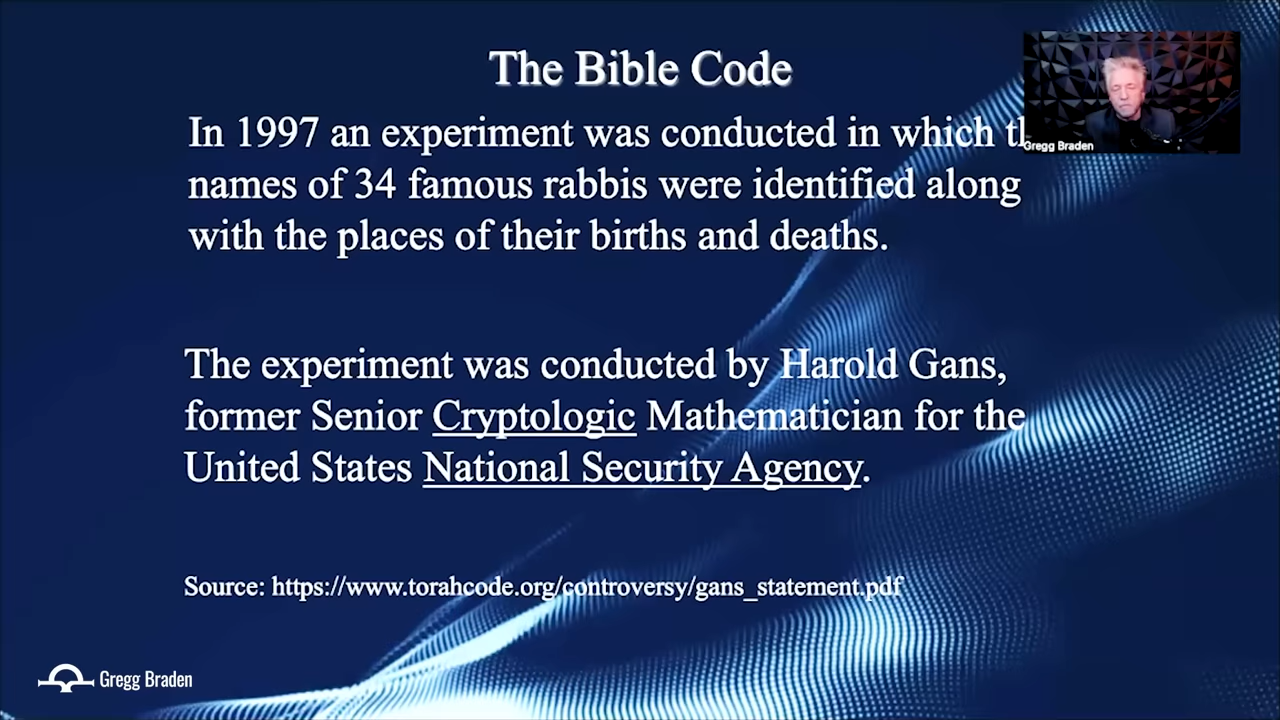 The Bible Code
In 1997 an experiment was conducted in which
names of 34 famous rabbis were identified along
with the places of their births and deaths.
Gregg Braden
The experiment was conducted by Harold Gans,
former Senior Cryptologic Mathematician for the
United States National Security Agency.
Source: https://www.torahcode.org/controversy/gans_statement.pdf
Gregg Braden